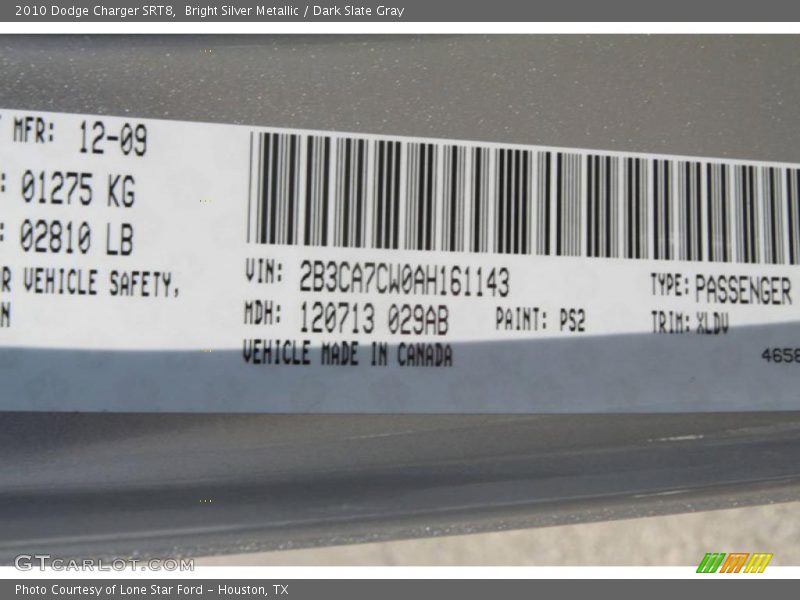 2010 Dodge Charger SRT8,  Bright Silver Metallic / Dark Slate Gray
MFR: 12-09
: 01275 KG
: 02810 LB
R VEHICLE SAFETY,
N
VIN: 2B3CA7CW0AH161143
TYPE: PASSENGER
MDH: 120713 029AB
PAINT: PS2
TRIM: XLDV
VEHICLE MADE IN CANADA
4658
GTCARLOT.COM
Photo Courtesy of Lone Star Ford - Houston, TX